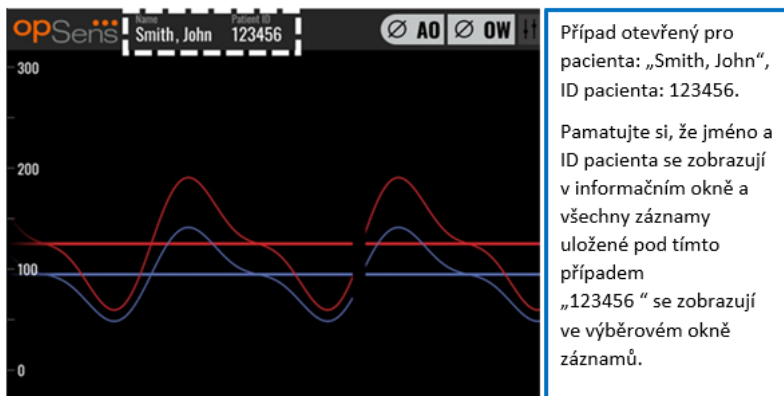 opSens
Name Patient ID
Smith, John 123456
Ø AO Ø OW
300
200
100
0
Případ otevřený pro
pacienta: „Smith, John“,
ID pacienta: 123456.
Pamatujte si, že jméno a
ID pacienta se zobrazují
v informačním okně a
všechny záznamy
uložené pod tímto
případem
„123456 “ se zobrazují
ve výběrovém okně
záznamů.